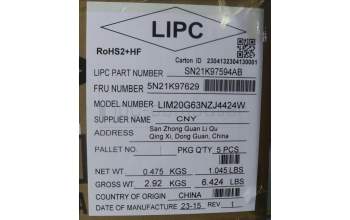 LIPC
RoHS2+HF
Carton ID 2304132304130001
LIPC PART NUMBER SN21K97594AB
FRU NUMBER 5N21K97629
MODEL NUMBER LIM20G63NZJ4424W
SUPPLIER NAME CNY
ADDRESS San Zhong Guan Li Qu
Qing Xi, Dong Guan, China
PALLET NO PKG Q'TY 5 PCS
NET WT 0.475 KGS 1.045 LBS
GROSS WT 2.92 KGS 6.424 LBS
COUNTRY OF ORIGIN CHINA
DATE OF MANUFACTURE 23-15 REV 1